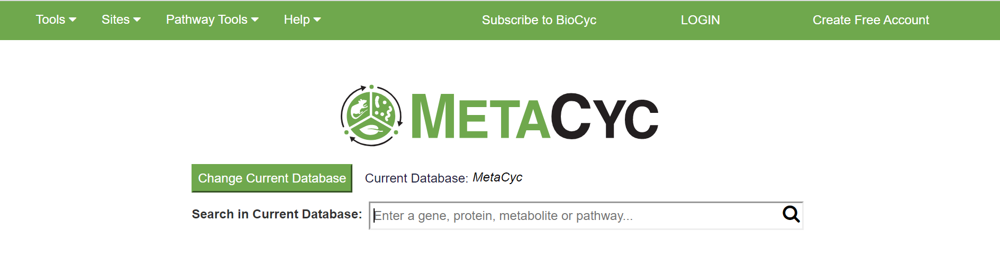 Tools Sites Pathway Tools Help Subscribe to BioCyc LOGIN Create Free Account
METACYC
Change Current Database Current Database: MetaCyc
Search in Current Database: Enter a gene, protein, metabolite or pathway...